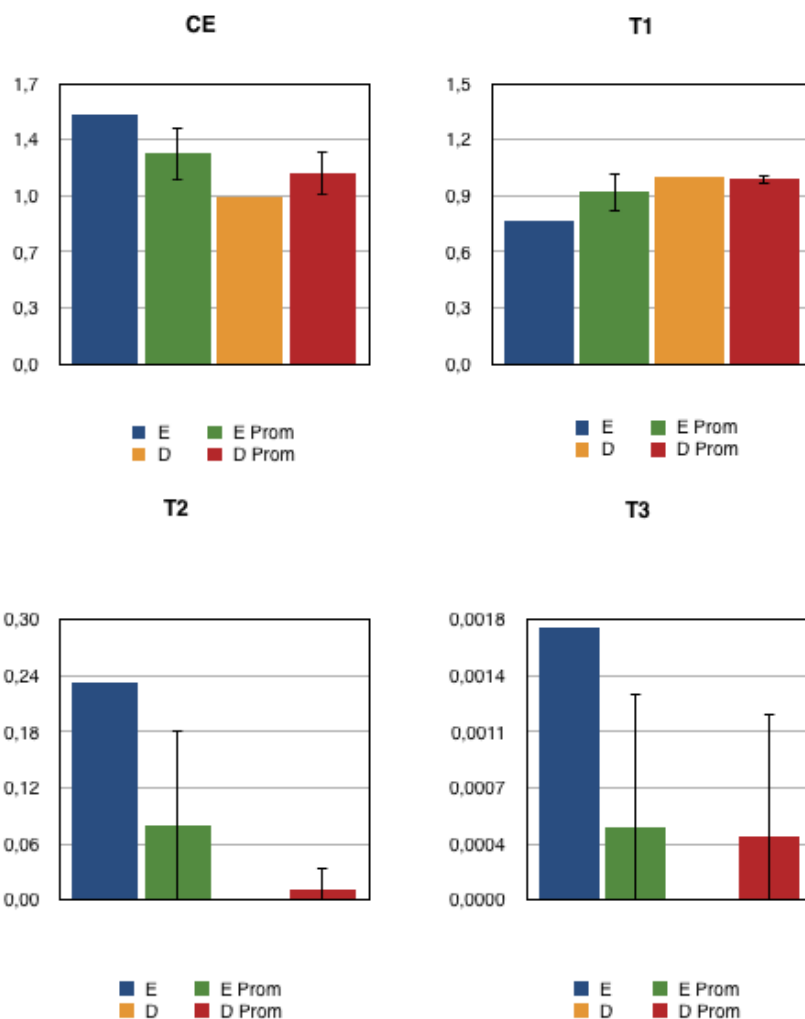 CE
1,7
1,4
1,0
0,7
0,3
0,0
E E Prom
D D Prom
T1
1,5
1,2
0,9
0,6
0,3
0,0
E E Prom
D D Prom
T2
0,30
0,24
0,18
0,12
0,06
0,00
E E Prom
D D Prom
T3
0,0018
0,0014
0,0011
0,0007
0,0004
0,0000
E E Prom
D D Prom